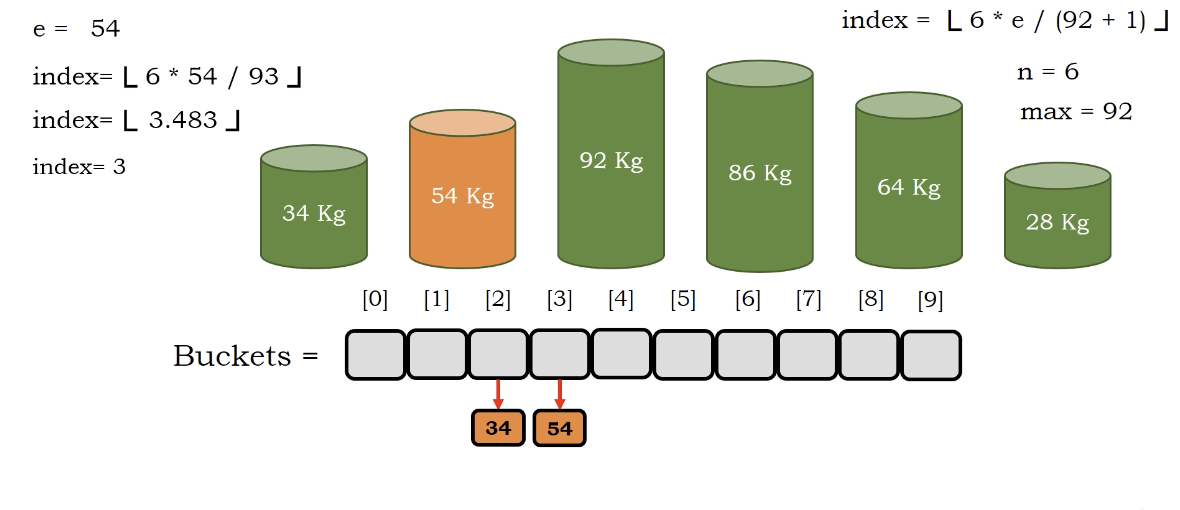 e = 54
index= ⌊ 6 * 54 / 93 ⌋
index= ⌊ 3.483 ⌋
index= 3
index = ⌊ 6 * e / (92 + 1) ⌋
n = 6
max = 92
34 Kg
54 Kg
92 Kg
86 Kg
64 Kg
28 Kg
[0] [1] [2] [3] [4] [5] [6] [7] [8] [9]
Buckets =
34 54